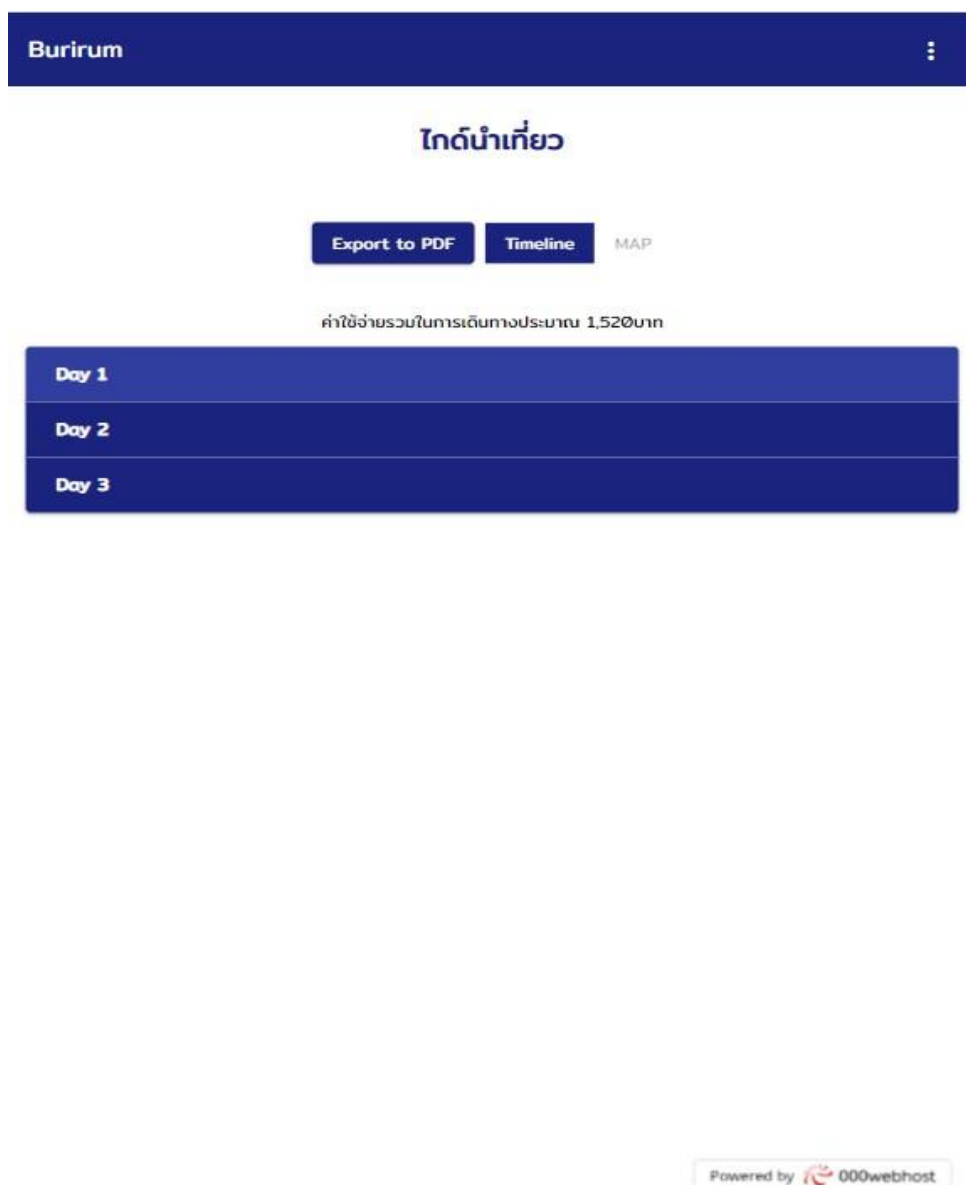 Burirum
ไกด์นำเที่ยว
Export to PDF Timeline MAP
ค่าใช้จ่ายรวมในการเดินทางประมาณ 1,520บาท
Day 1
Day 2
Day 3
Powered by 000webhost